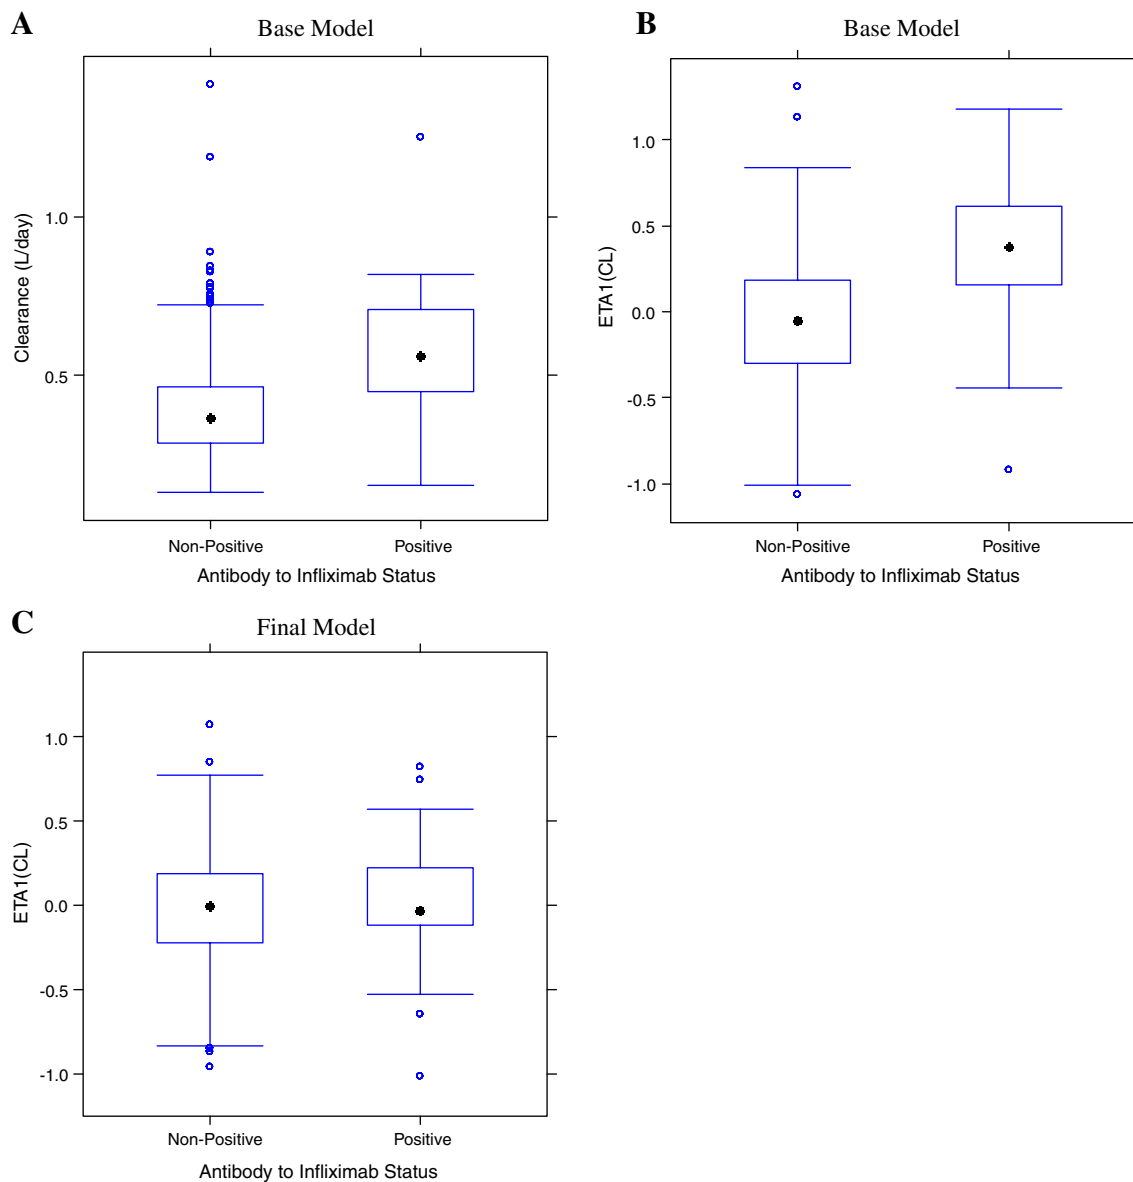 A
Base Model
Clearance (L/day)
1.0
0.5
Non-Positive
Positive
Antibody to Infliximab Status
B
Base Model
ETA1(CL)
1.0
0.5
0.0
-0.5
-1.0
Non-Positive
Positive
Antibody to Infliximab Status
C
Final Model
ETA1(CL)
1.0
0.5
0.0
-0.5
-1.0
Non-Positive
Positive
Antibody to Infliximab Status